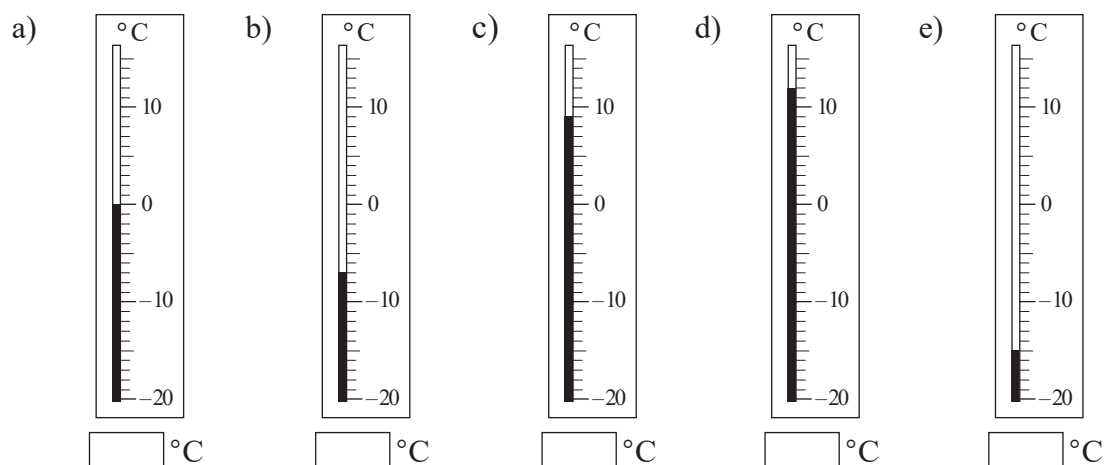 a) b) c) d) e)
°C °C °C °C °C
10 10 10 10 10
0 0 0 0 0
–10 –10 –10 –10 –10
–20 –20 –20 –20 –20
°C °C °C °C °C